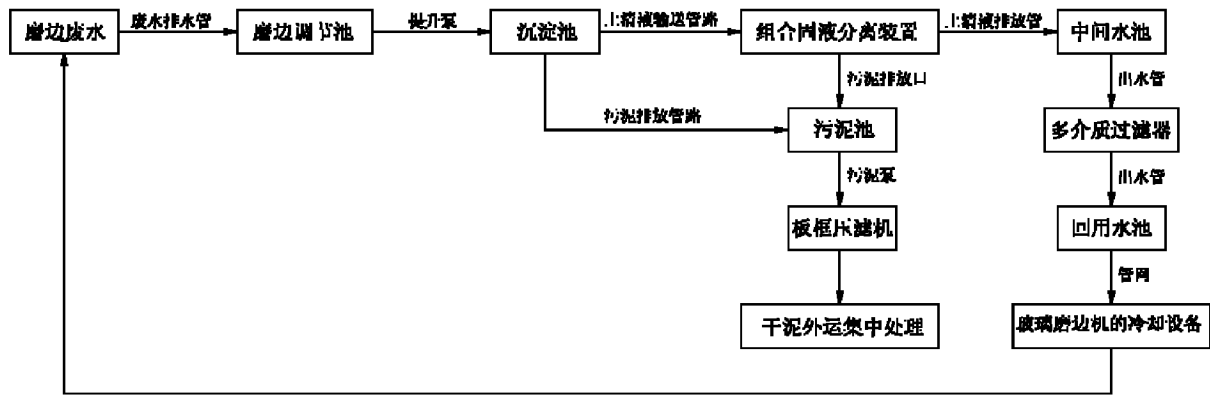 磨边废水
废水排水管
磨边调节池
提升泵
沉淀池
上清液输送管路
组合固液分离装置
上清液排放管
中间水池
污泥排放口
出水管
污泥排放管路
污泥池
多介质过滤器
污泥泵
出水管
板框压滤机
回用水池
管网
干泥外运集中处理
玻璃磨边机的冷却设备